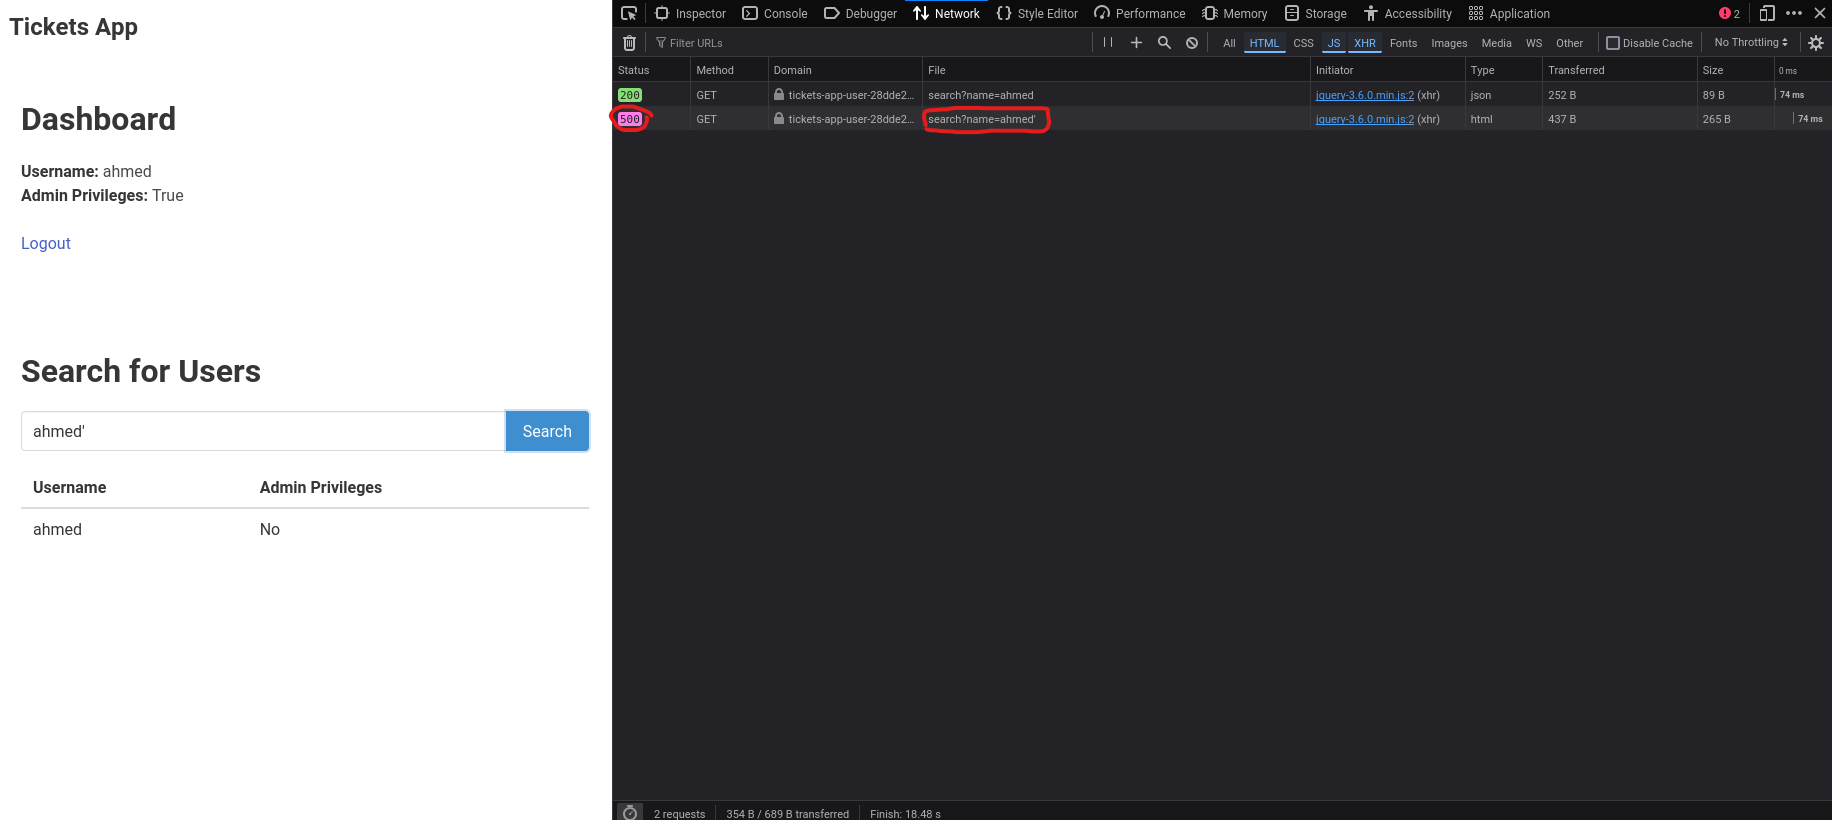 Tickets App
Dashboard
Username: ahmed
Admin Privileges: True
Logout
Search for Users
ahmed' Search
Username Admin Privileges
ahmed No
Inspector Console Debugger Network Style Editor Performance Memory Storage Accessibility Application 2
Filter URLs All HTML CSS JS XHR Fonts Images Media WS Other Disable Cache No Throttling
Status Method Domain File Initiator Type Transferred Size 0 ms
200 GET tickets-app-user-28dde2... search?name=ahmed jquery-3.6.0.min.js:2 (xhr) json 252 B 89 B 74 ms
500 GET tickets-app-user-28dde2... search?name=ahmed' jquery-3.6.0.min.js:2 (xhr) html 437 B 265 B 74 ms
2 requests 354 B / 689 B transferred Finish: 18.48 s